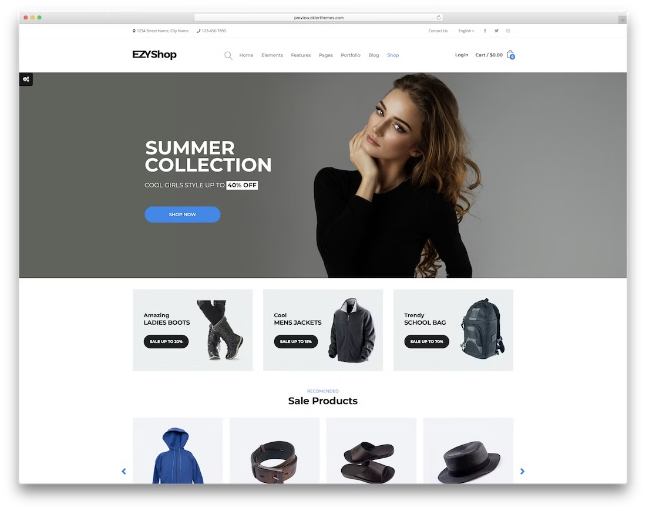 1234 Street Name, City Name
123-456-7890
Contact Us
English
EZYShop
Home Elements Features Pages Portfolio Blog Shop
Login Cart / $0.00 0
SUMMER
COLLECTION
COOL GIRLS STYLE UP TO 40% OFF
SHOP NOW
Amazing
LADIES BOOTS
SALE UP TO 20%
Cool
MENS JACKETS
SALE UP TO 15%
Trendy
SCHOOL BAG
SALE UP TO 70%
RECOMENDED
Sale Products